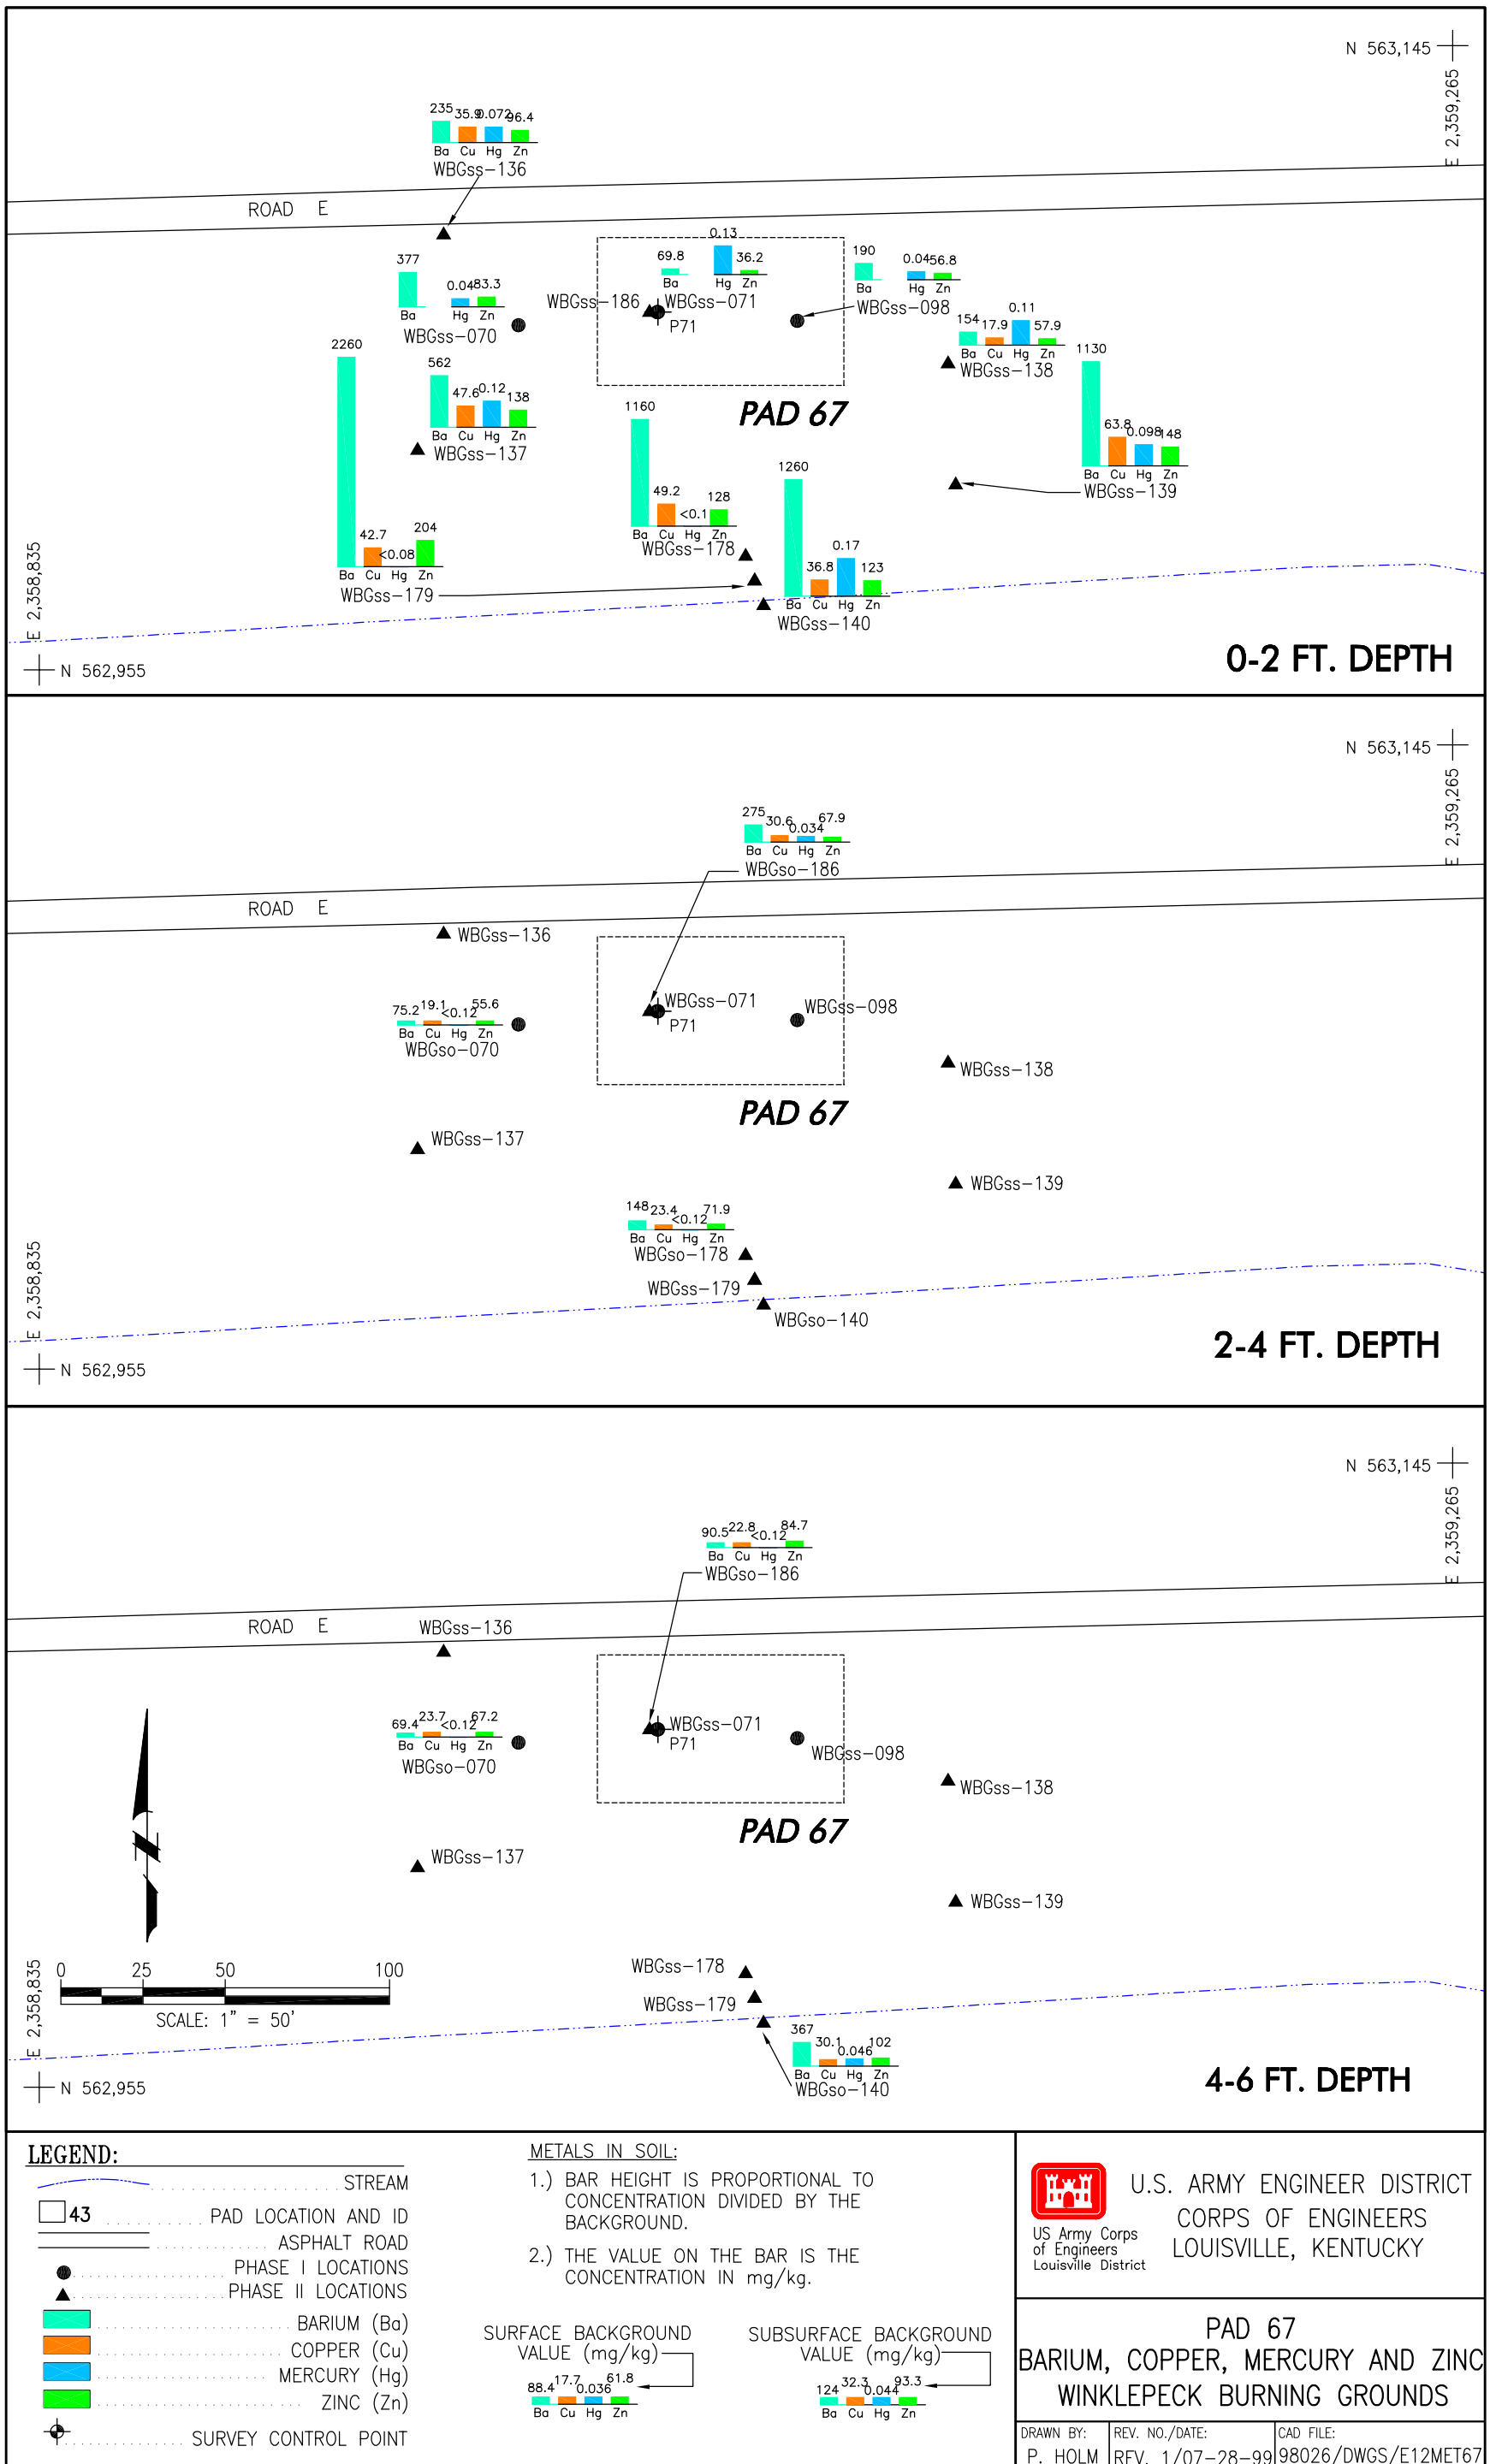 N 563,145
E 2,359,265
235 35.9 0.072 96.4
Ba Cu Hg Zn
WBGss-136
ROAD E
377 0.04 83.3
Ba Hg Zn
WBGss-070
0.13
69.8 36.2
Ba Hg Zn
WBGss-186
WBGss-071
P71
190 0.04 56.8
Ba Hg Zn
WBGss-098
0.11
154 17.9 57.9
Ba Cu Hg Zn
WBGss-138
2260
42.7 <0.08 204
Ba Cu Hg Zn
WBGss-179
562
47.6 0.12 138
Ba Cu Hg Zn
WBGss-137
PAD 67
1160
49.2 <0.1 128
Ba Cu Hg Zn
WBGss-178
1260
36.8 0.17 123
Ba Cu Hg Zn
WBGss-140
1130
63.8 0.098 148
Ba Cu Hg Zn
WBGss-139
E 2,358,835
N 562,955
0-2 FT. DEPTH
N 563,145
E 2,359,265
275 30.6 0.034 67.9
Ba Cu Hg Zn
WBGso-186
ROAD E
WBGss-136
75.2 19.1 <0.12 55.6
Ba Cu Hg Zn
WBGso-070
WBGss-071
P71
WBGss-098
WBGss-138
PAD 67
WBGss-137
WBGss-139
148 23.4 <0.12 71.9
Ba Cu Hg Zn
WBGso-178
WBGss-179
WBGso-140
E 2,358,835
N 562,955
2-4 FT. DEPTH
N 563,145
E 2,359,265
90.5 22.8 <0.12 84.7
Ba Cu Hg Zn
WBGso-186
ROAD E
WBGss-136
69.4 23.7 <0.12 67.2
Ba Cu Hg Zn
WBGso-070
WBGss-071
P71
WBGss-098
WBGss-138
PAD 67
WBGss-137
WBGss-139
N
WBGss-178
WBGss-179
367 30.1 0.046 102
Ba Cu Hg Zn
WBGso-140
E 2,358,835
0 25 50 100
SCALE: 1" = 50'
N 562,955
4-6 FT. DEPTH
LEGEND:
STREAM
43 PAD LOCATION AND ID
ASPHALT ROAD
PHASE I LOCATIONS
PHASE II LOCATIONS
BARIUM (Ba)
COPPER (Cu)
MERCURY (Hg)
ZINC (Zn)
SURVEY CONTROL POINT
METALS IN SOIL:
1.) BAR HEIGHT IS PROPORTIONAL TO
CONCENTRATION DIVIDED BY THE
BACKGROUND.
2.) THE VALUE ON THE BAR IS THE
CONCENTRATION IN mg/kg.
SURFACE BACKGROUND
VALUE (mg/kg)
88.4 17.7 0.036 61.8
Ba Cu Hg Zn
SUBSURFACE BACKGROUND
VALUE (mg/kg)
124 32.3 0.044 93.3
Ba Cu Hg Zn
US Army Corps
of Engineers
Louisville District
U.S. ARMY ENGINEER DISTRICT
CORPS OF ENGINEERS
LOUISVILLE, KENTUCKY
PAD 67
BARIUM, COPPER, MERCURY AND ZINC
WINKLEPECK BURNING GROUNDS
DRAWN BY:
P. HOLM
REV. NO./DATE:
REV. 1/07-28-99
CAD FILE:
98026/DWGS/E12MET67